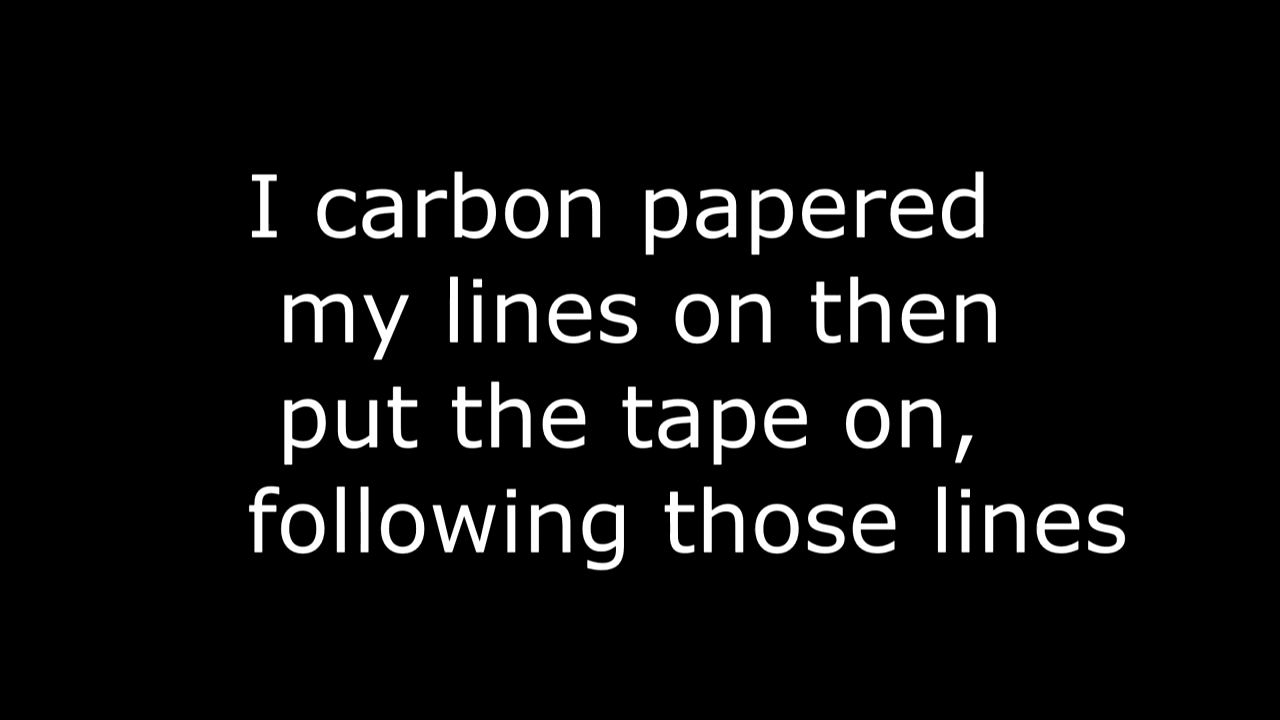 I carbon papered
my lines on then
put the tape on,
following those lines